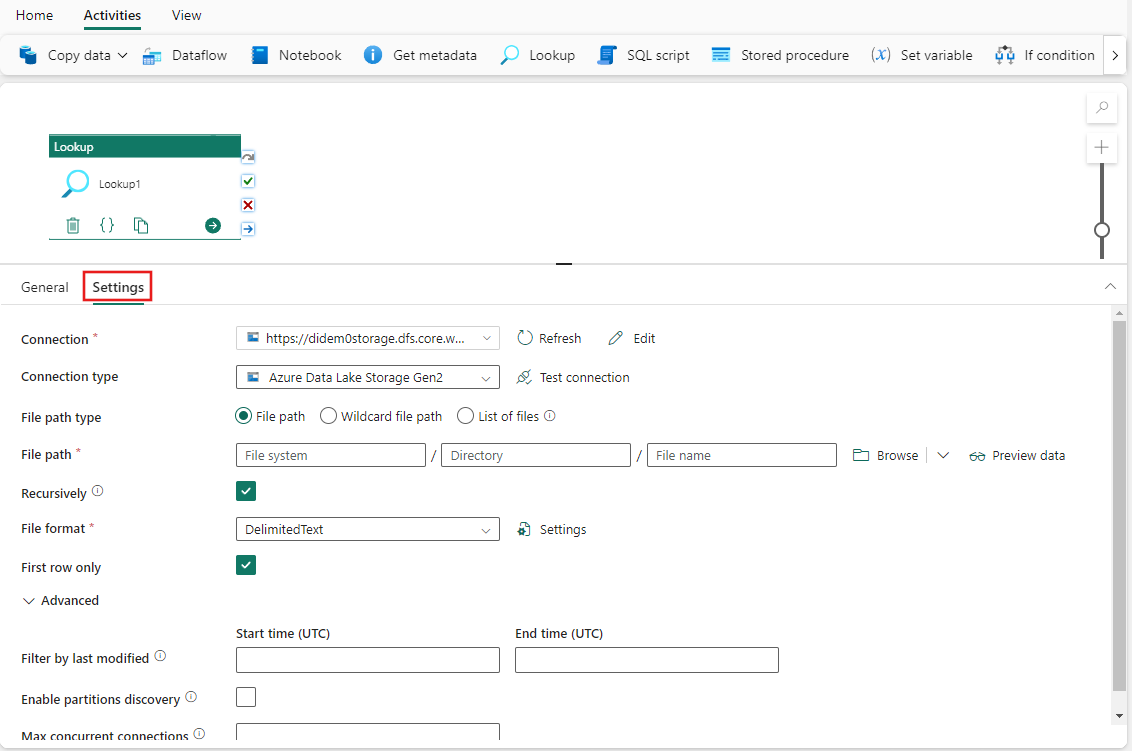 Home Activities View
Copy data Dataflow Notebook Get metadata Lookup SQL script Stored procedure (x) Set variable If condition
Lookup
Lookup1
{}
General Settings
Connection * https://didem0storage.dfs.core.w... Refresh Edit
Connection type Azure Data Lake Storage Gen2 Test connection
File path type File path Wildcard file path List of files
File path * File system / Directory / File name Browse Preview data
Recursively
File format * DelimitedText Settings
First row only
Advanced
Start time (UTC) End time (UTC)
Filter by last modified
Enable partitions discovery
Max concurrent connections